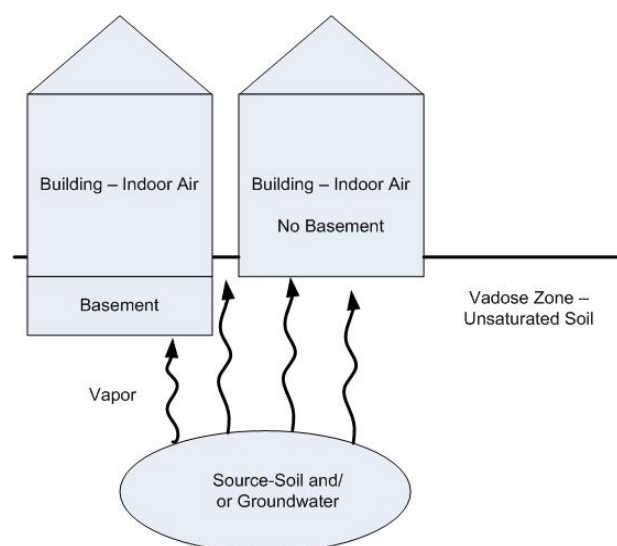 Building – Indoor Air
Building – Indoor Air
No Basement
Basement
Vadose Zone –
Unsaturated Soil
Vapor
Source-Soil and/
or Groundwater